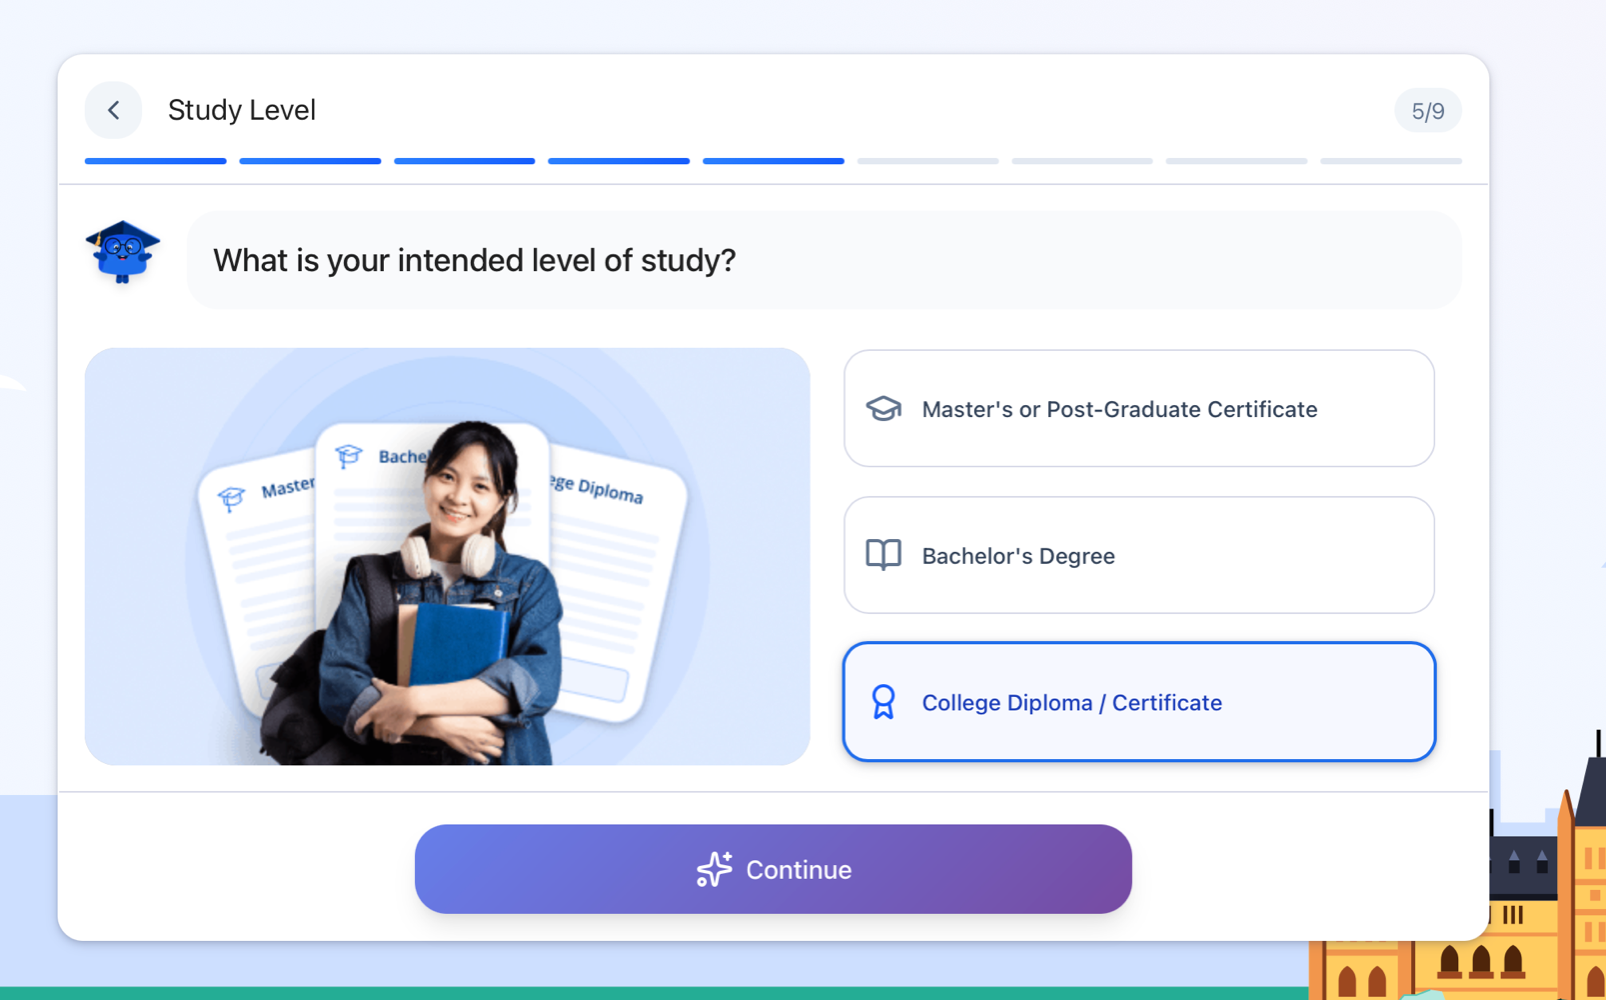 Study Level
5/9
What is your intended level of study?
Master
Bachel
ege Diploma
Master's or Post-Graduate Certificate
Bachelor's Degree
College Diploma / Certificate
Continue